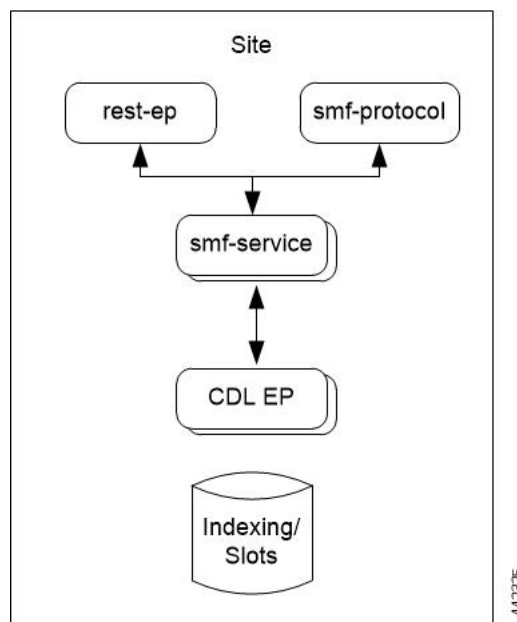 Site
rest-ep
smf-protocol
smf-service
CDL EP
Indexing/
Slots